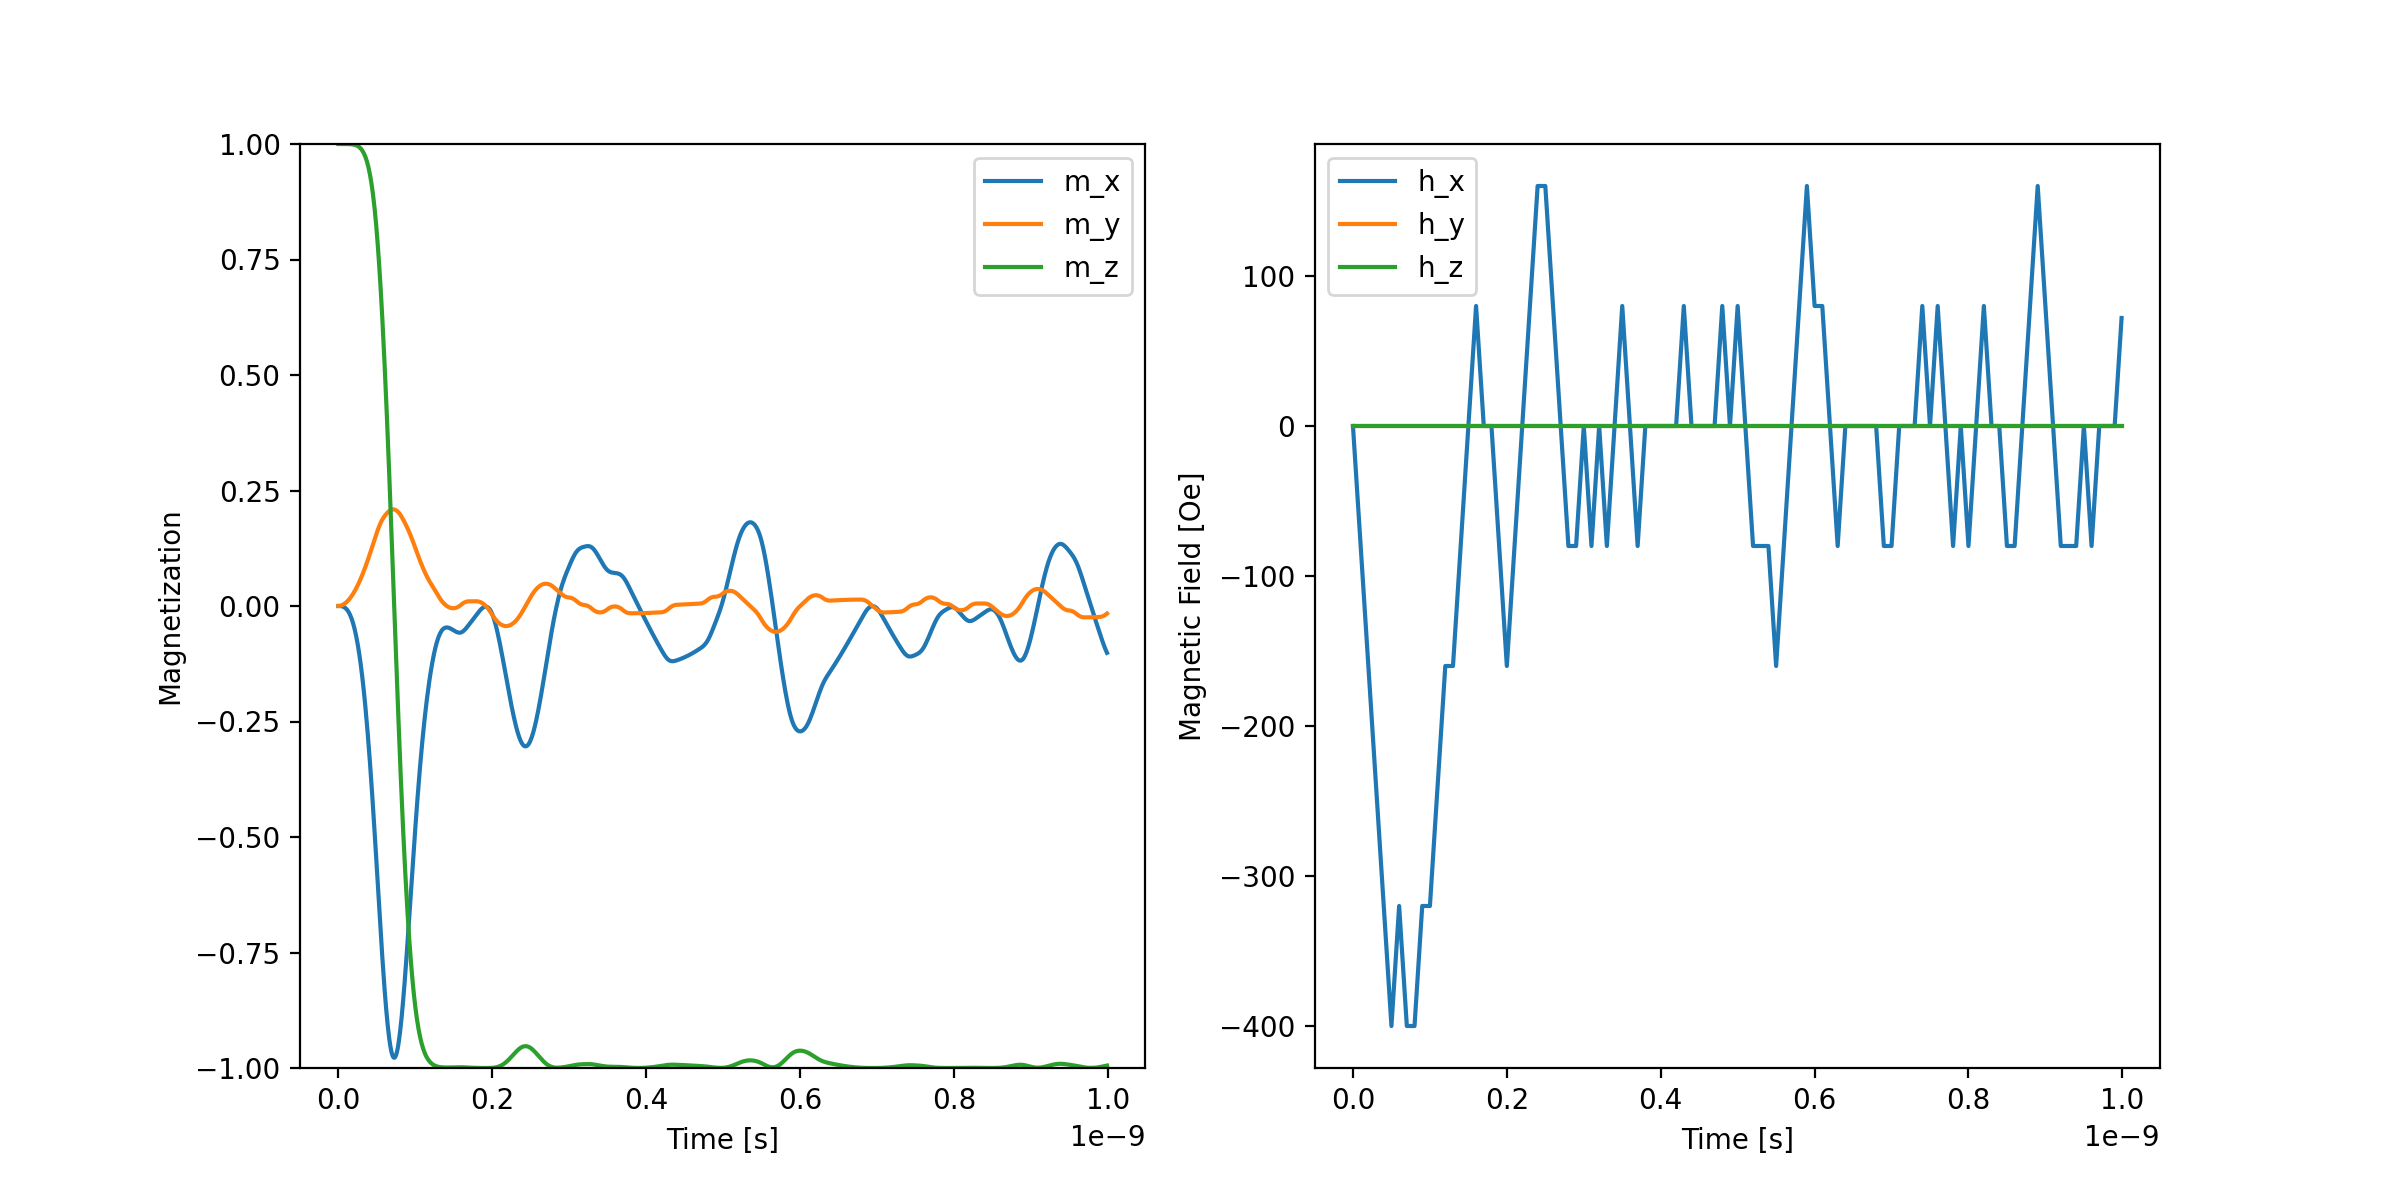 1.00
0.75
0.50
0.25
0.00
−0.25
−0.50
−0.75
−1.00
Magnetization
m_x
m_y
m_z
0.0 0.2 0.4 0.6 0.8 1.0
1e−9
Time [s]
100
0
−100
−200
−300
−400
Magnetic Field [Oe]
h_x
h_y
h_z
0.0 0.2 0.4 0.6 0.8 1.0
1e−9
Time [s]